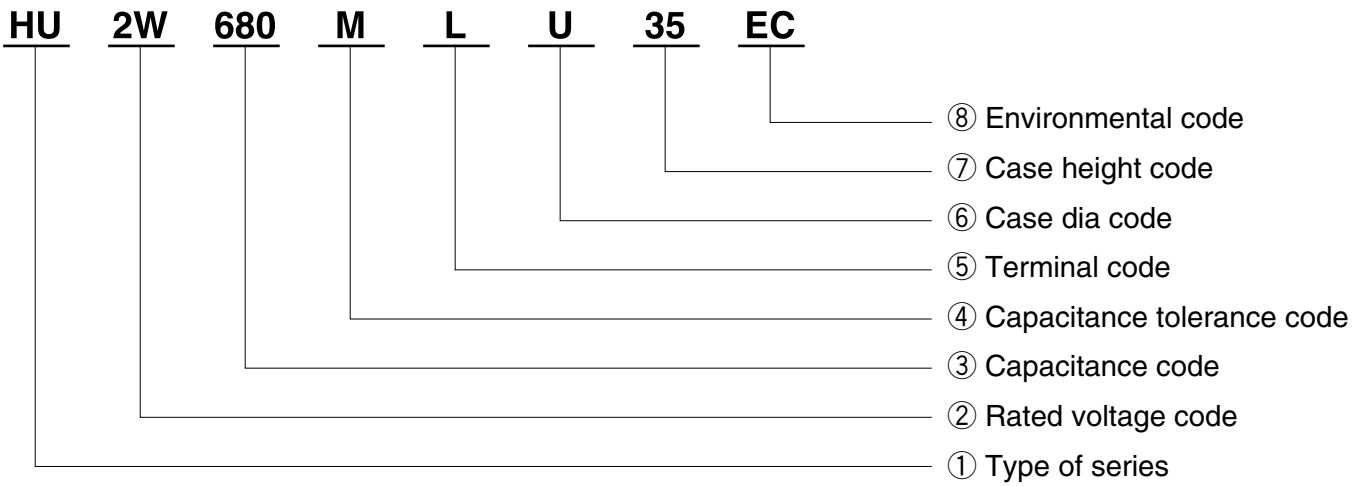 HU 2W 680 M L U 35 EC
⑧ Environmental code
⑦ Case height code
⑥ Case dia code
⑤ Terminal code
④ Capacitance tolerance code
③ Capacitance code
② Rated voltage code
① Type of series